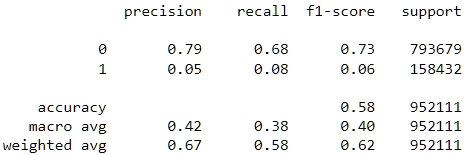 precision recall f1-score support
0 0.79 0.68 0.73 793679
1 0.05 0.08 0.06 158432
accuracy 0.58 952111
macro avg 0.42 0.38 0.40 952111
weighted avg 0.67 0.58 0.62 952111